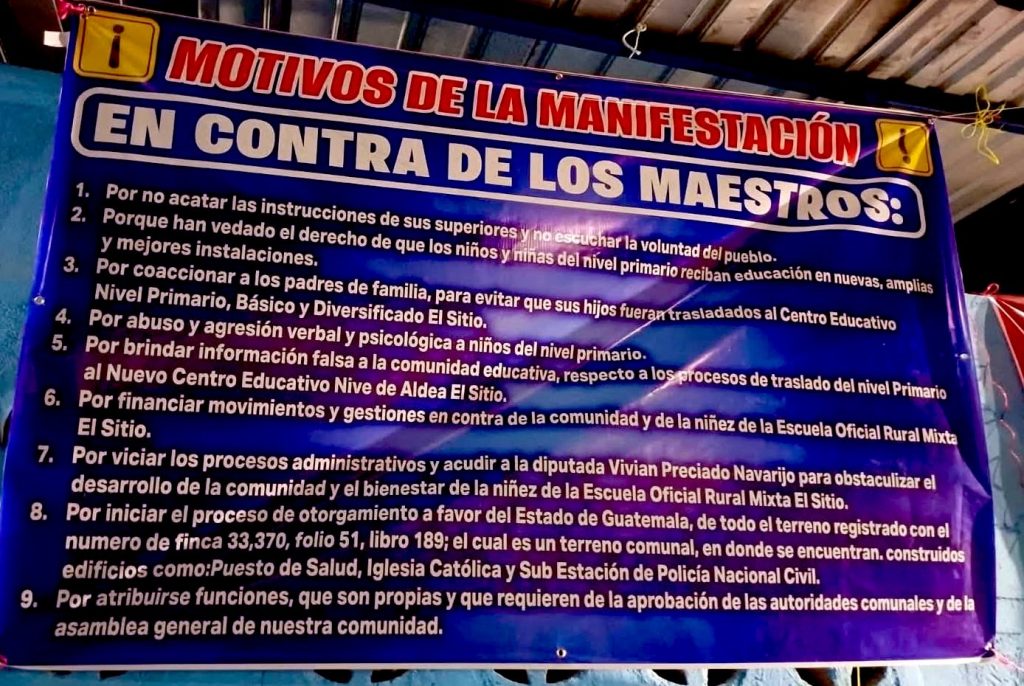 ¡
MOTIVOS DE LA MANIFESTACIÓN
!
EN CONTRA DE LOS MAESTROS:
1. Por no acatar las instrucciones de sus superiores y no escuchar la voluntad del pueblo.
2. Porque han vedado el derecho de que los niños y niñas del nivel primario reciban educación en nuevas, amplias
y mejores instalaciones.
3. Por coaccionar a los padres de familia, para evitar que sus hijos fueran trasladados al Centro Educativo
Nivel Primario, Básico y Diversificado El Sitio.
4. Por abuso y agresión verbal y psicológica a niños del nivel primario.
5. Por brindar información falsa a la comunidad educativa, respecto a los procesos de traslado del nivel Primario
al Nuevo Centro Educativo Nive de Aldea El Sitio.
6. Por financiar movimientos y gestiones en contra de la comunidad y de la niñez de la Escuela Oficial Rural Mixta
El Sitio.
7. Por viciar los procesos administrativos y acudir a la diputada Vivian Preciado Navarijo para obstaculizar el
desarrollo de la comunidad y el bienestar de la niñez de la Escuela Oficial Rural Mixta El Sitio.
8. Por iniciar el proceso de otorgamiento a favor del Estado de Guatemala, de todo el terreno registrado con el
numero de finca 33,370, folio 51, libro 189; el cual es un terreno comunal, en donde se encuentran. construidos
edificios como:Puesto de Salud, Iglesia Católica y Sub Estación de Policía Nacional Civil.
9. Por atribuirse funciones, que son propias y que requieren de la aprobación de las autoridades comunales y de la
asamblea general de nuestra comunidad.